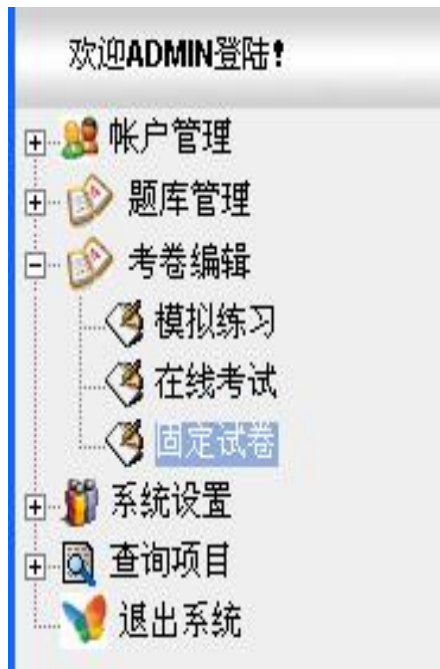 欢迎ADMIN登陆!
帐户管理
题库管理
考卷编辑
模拟练习
在线考试
固定试卷
系统设置
查询项目
退出系统